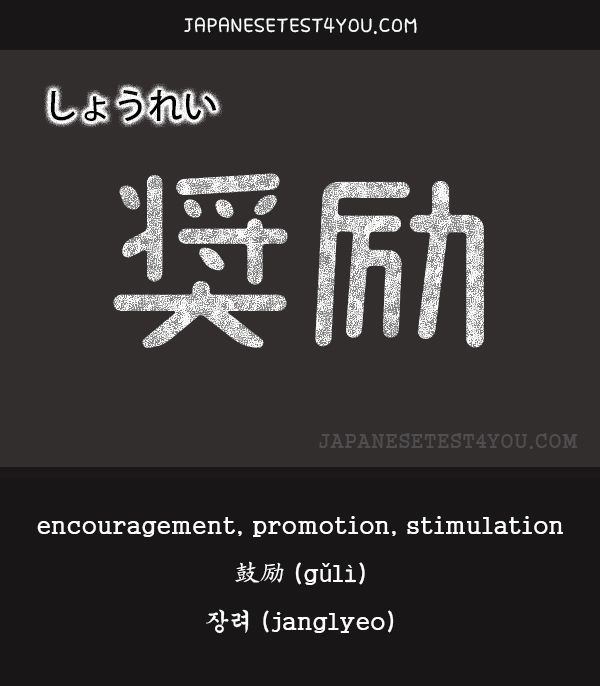 JAPANESETEST4YOU.COM
しょうれい
奨励
JAPANESETEST4YOU.COM
encouragement, promotion, stimulation
鼓励 (gǔlì)
장려 (janglyeo)